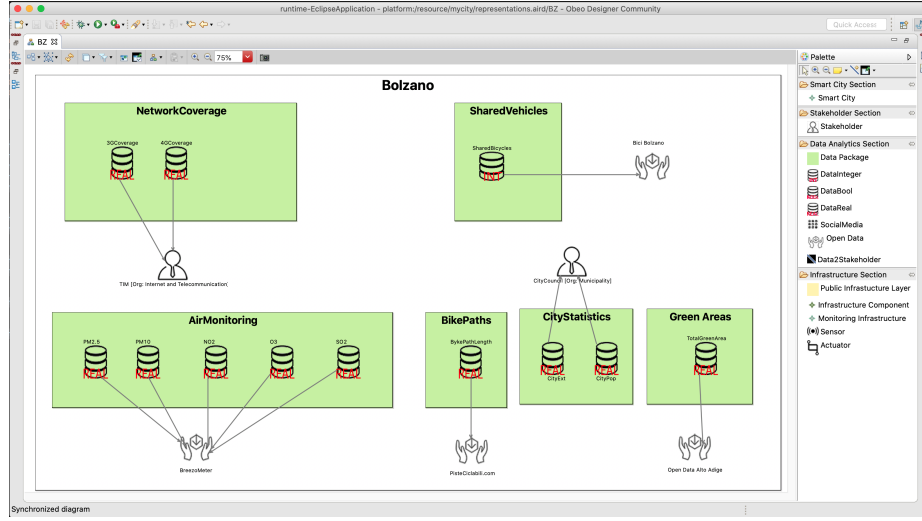 runtime-EclipseApplication - platform:/resource/mycity/representations.aird/BZ - Obeo Designer Community
Quick Access
BZ
75%
Bolzano
NetworkCoverage
3GCoverage
4GCoverage
REAL
REAL
SharedVehicles
SharedBicycles
INT
Bici Bolzano
TIM [Org: Internet and Telecommunication(
CityCouncil [Org: Municipality]
AirMonitoring
PM2.5
PM10
NO2
O3
SO2
REAL
REAL
REAL
REAL
REAL
BreezoMeter
BikePaths
BykePathLength
REAL
PisteCiclabili.com
CityStatistics
REAL
REAL
CityExt
CityPop
Green Areas
TotalGreenArea
REAL
Open Data Alto Adige
Palette
Smart City Section
Smart City
Stakeholder Section
Stakeholder
Data Analytics Section
Data Package
DataInteger
DataBool
DataReal
SocialMedia
Open Data
Data2Stakeholder
Infrastructure Section
Public Infrastucture Layer
Infrastructure Component
Monitoring Infrastructure
Sensor
Actuator
Synchronized diagram